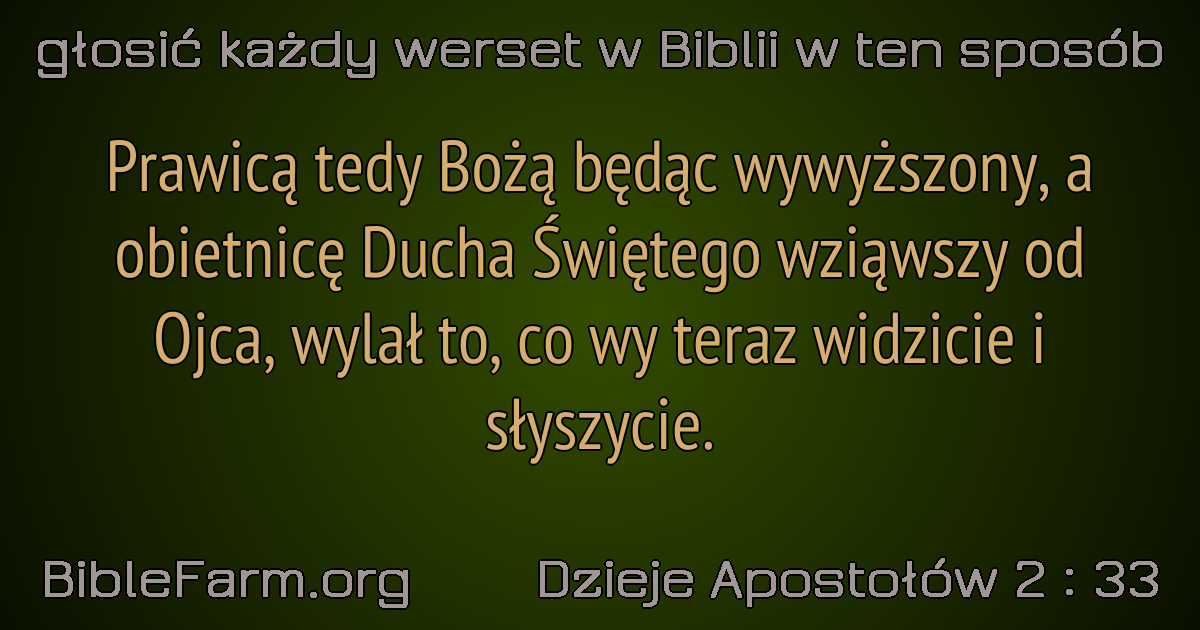 głosić każdy werset w Biblii w ten sposób
Prawicą tedy Bożą będąc wywyższony, a
obietnicę Ducha Świętego wziąwszy od
Ojca, wylał to, co wy teraz widzicie i
słyszycie.
BibleFarm.org Dzieje Apostołów 2 : 33